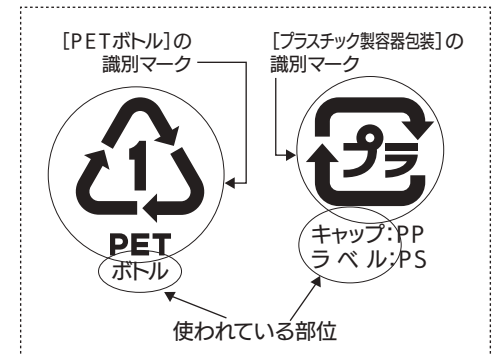 [PETボトル]の
識別マーク
[プラスチック製容器包装]の
識別マーク
1
PET
ボトル
プラ
キャップ:PP
ラベル:PS
使われている部位